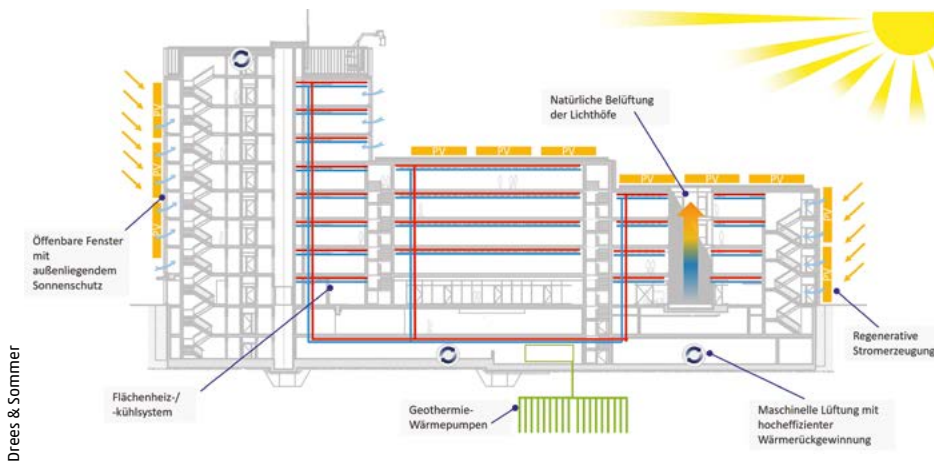 Natürliche Belüftung
der Lichthöfe
PV
PV
PV
PV
PV
PV
PV
PV
PV
PV
PV
Öffenbare Fenster
mit
außenliegendem
Sonnenschutz
Regenerative
Stromerzeugung
Flächenheiz-/
-kühlsystem
Geothermie-
Wärmepumpen
Maschinelle Lüftung mit
hocheffizienter
Wärmerückgewinnung
Drees & Sommer